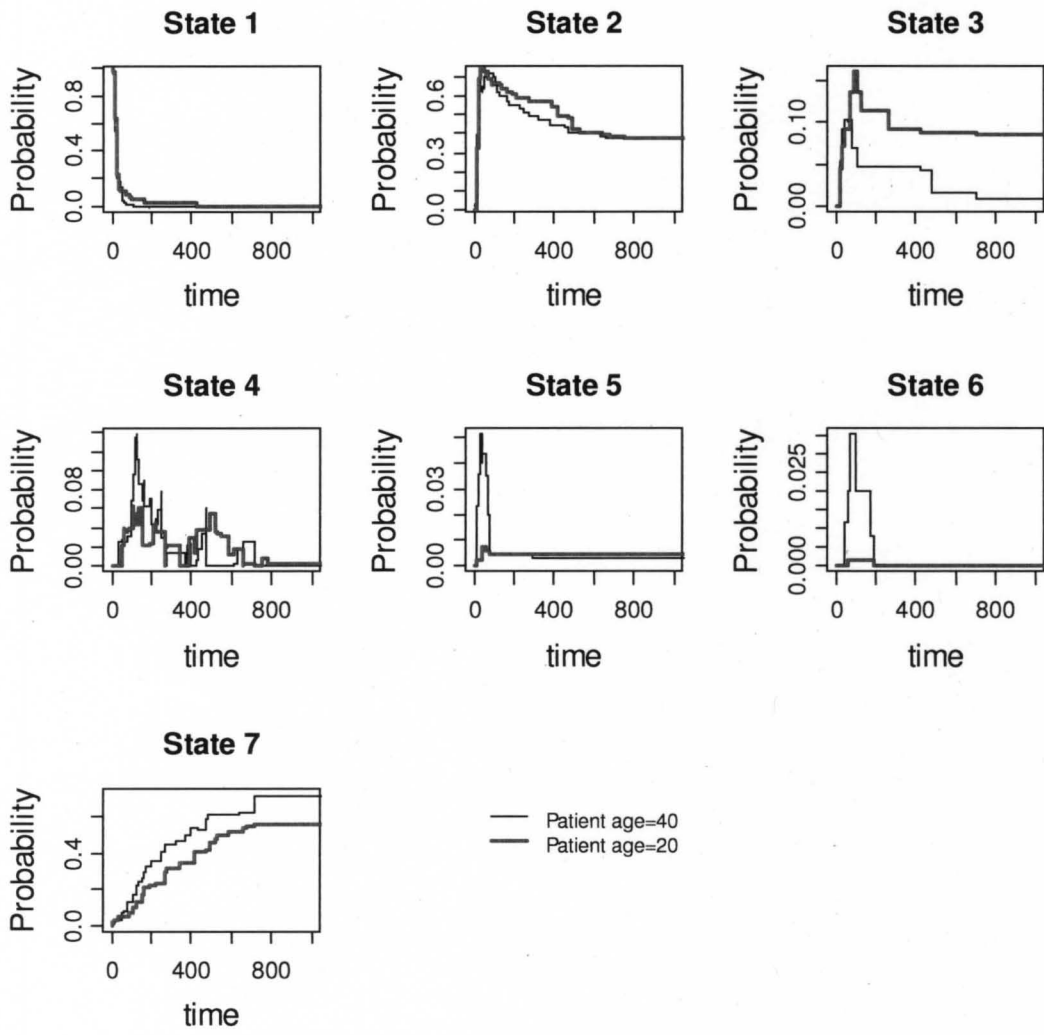 State 1
State 2
State 3
Probability
0.0 0.4 0.8
0 400 800
time
Probability
0.0 0.3 0.6
0 400 800
time
Probability
0.00 0.10
0 400 800
time
State 4
State 5
State 6
Probability
0.00 0.08
0 400 800
time
Probability
0.00 0.03
0 400 800
time
Probability
0.000 0.025
0 400 800
time
State 7
Probability
0.0 0.4
0 400 800
time
Patient age=40
Patient age=20